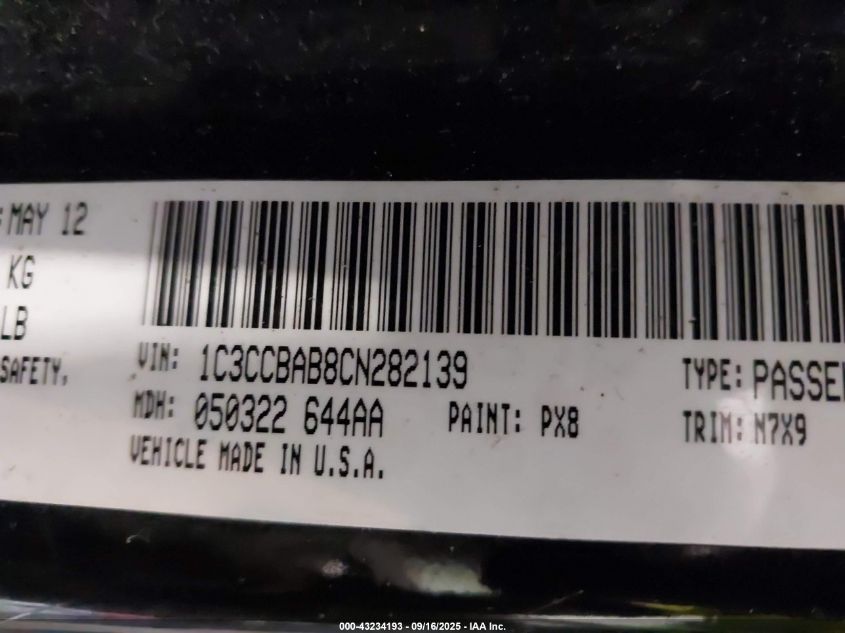 MAY 12
KG
LB
SAFETY.
VIN: 1C3CCBAB8CN282139
TYPE: PASSE
MDH: 050322 644AA
PAINT: PX8
TRIM: N7X9
VEHICLE MADE IN U.S.A.
000-43234193 - 09/16/2025 - IAA Inc.